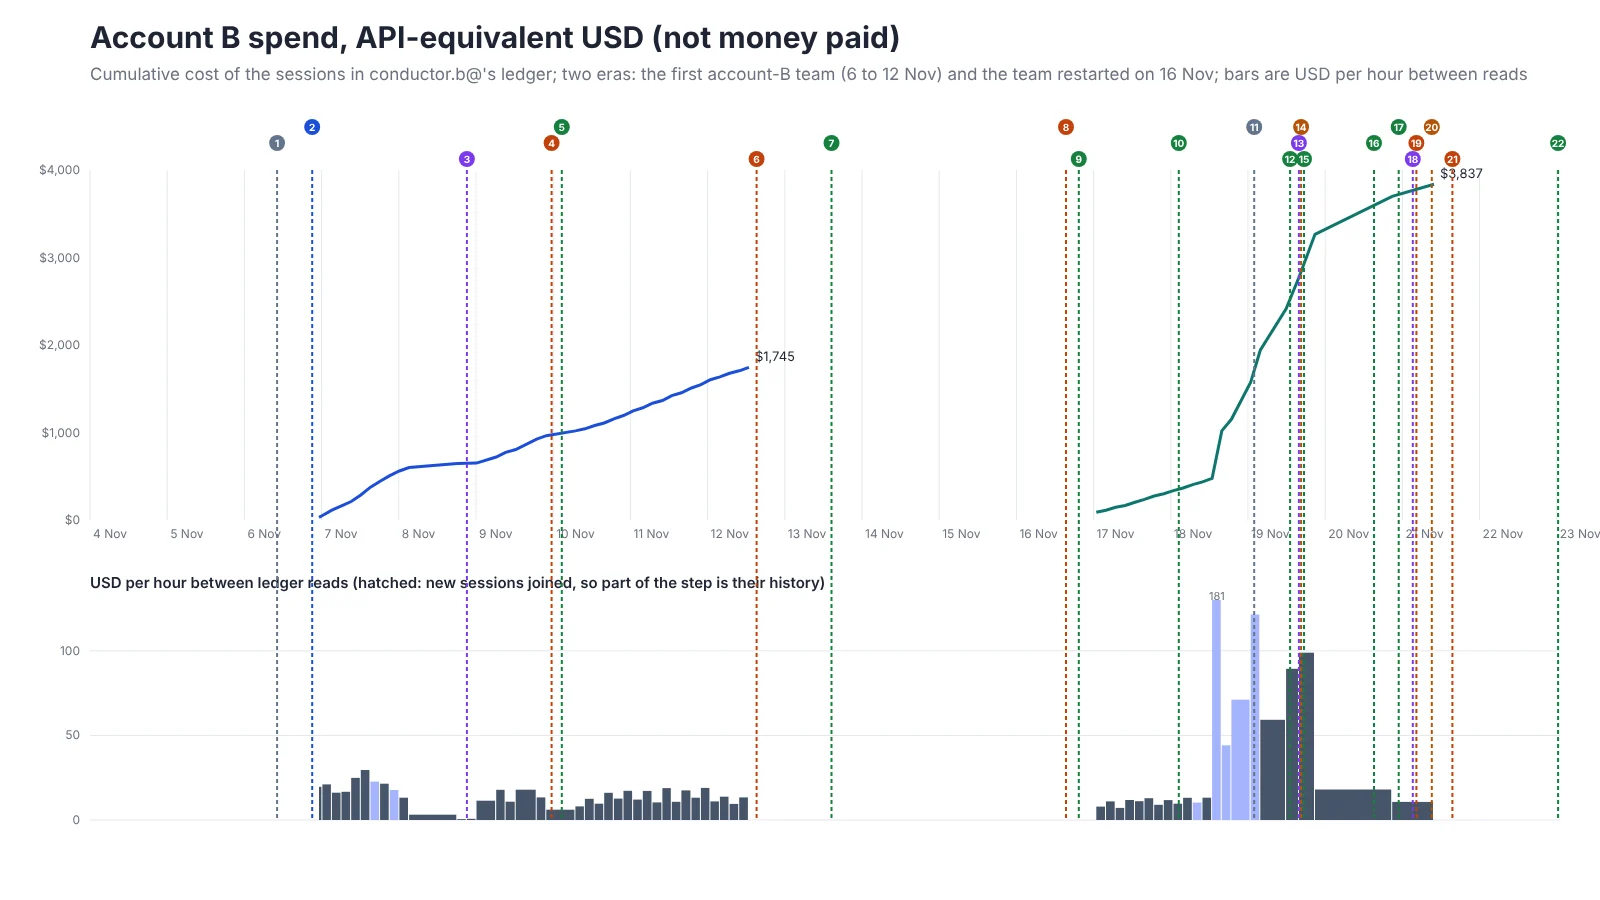 Account B spend, API-equivalent USD (not money paid)
Cumulative cost of the sessions in conductor.b@'s ledger; two eras: the first account-B team (6 to 12 Nov) and the team restarted on 16 Nov; bars are USD per hour between reads
2 5 8 11 14 17 20
1 4 7 10 13 16 19 22
3 6 9 12 15 18 21
$4,000
$3,837
$3,000
$2,000
$1,745
$1,000
$0
4 Nov 5 Nov 6 Nov 7 Nov 8 Nov 9 Nov 10 Nov 11 Nov 12 Nov 13 Nov 14 Nov 15 Nov 16 Nov 17 Nov 18 Nov 19 Nov 20 Nov 21 Nov 22 Nov 23 Nov
USD per hour between ledger reads (hatched: new sessions joined, so part of the step is their history)
181
100
50
0